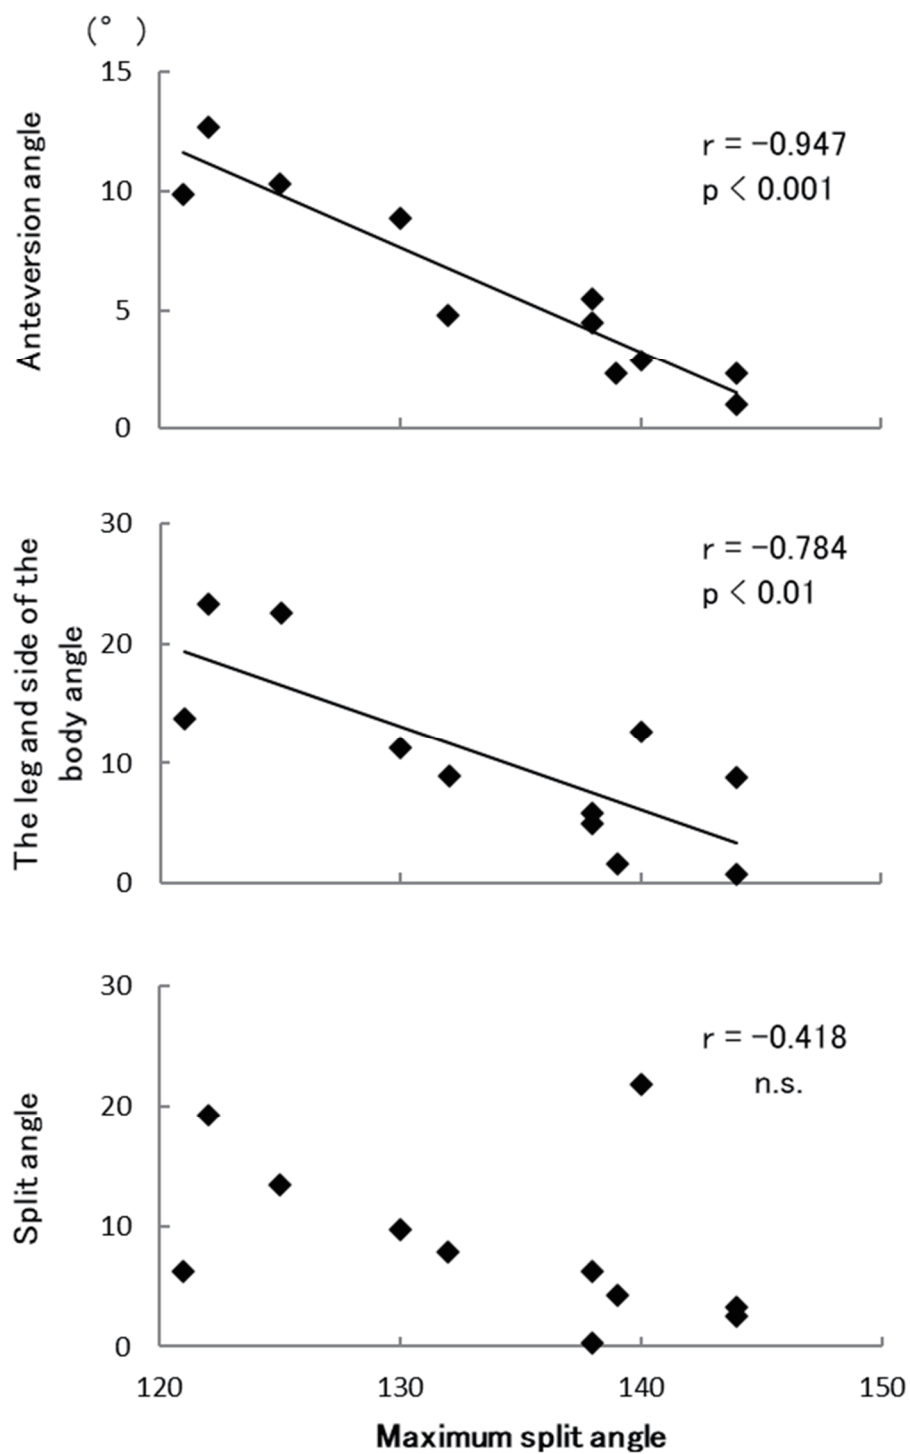 (° )
15
10
5
0
Anteversion angle
r = -0.947
p < 0.001
30
20
10
0
The leg and side of the
body angle
r = -0.784
p < 0.01
30
20
10
0
Split angle
r = -0.418
n.s.
120 130 140 150
Maximum split angle